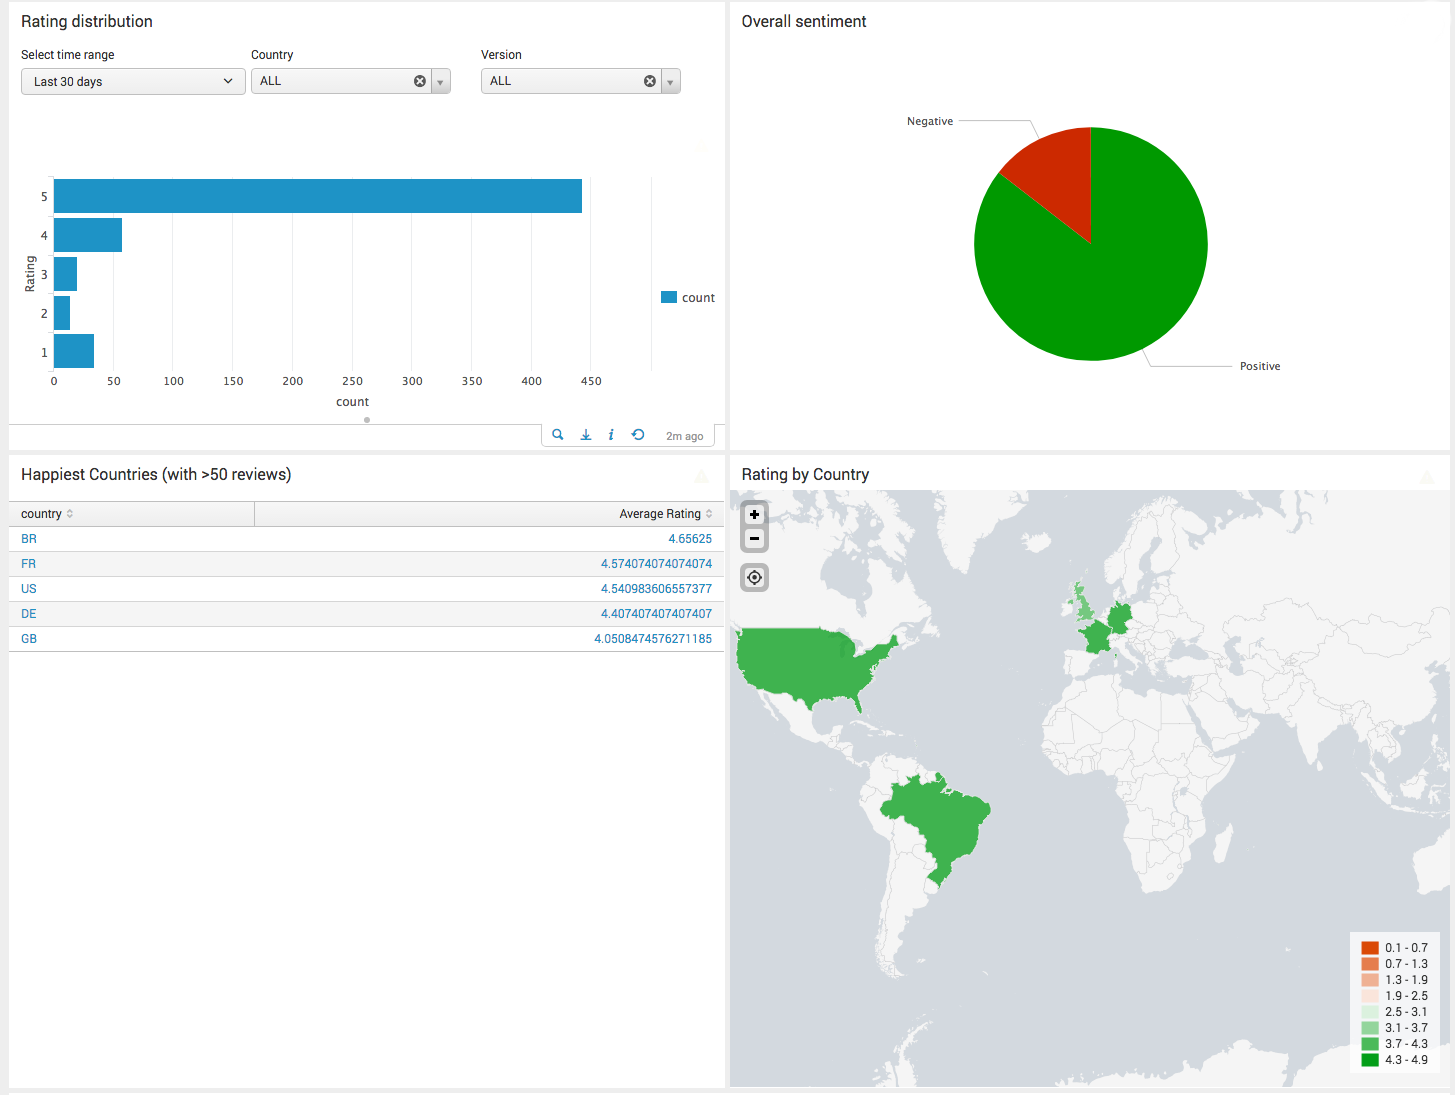 Rating distribution
Select time range
Country
Version
Last 30 days
ALL
ALL
5
4
3
2
1
Rating
0
50
100
150
200
250
300
350
400
450
count
count
2m ago
Overall sentiment
Negative
Positive
Happiest Countries (with >50 reviews)
country
Average Rating
BR
4.65625
FR
4.574074074074074
US
4.540983606557377
DE
4.407407407407407
GB
4.0508474576271185
Rating by Country
+
−
0.1 - 0.7
0.7 - 1.3
1.3 - 1.9
1.9 - 2.5
2.5 - 3.1
3.1 - 3.7
3.7 - 4.3
4.3 - 4.9